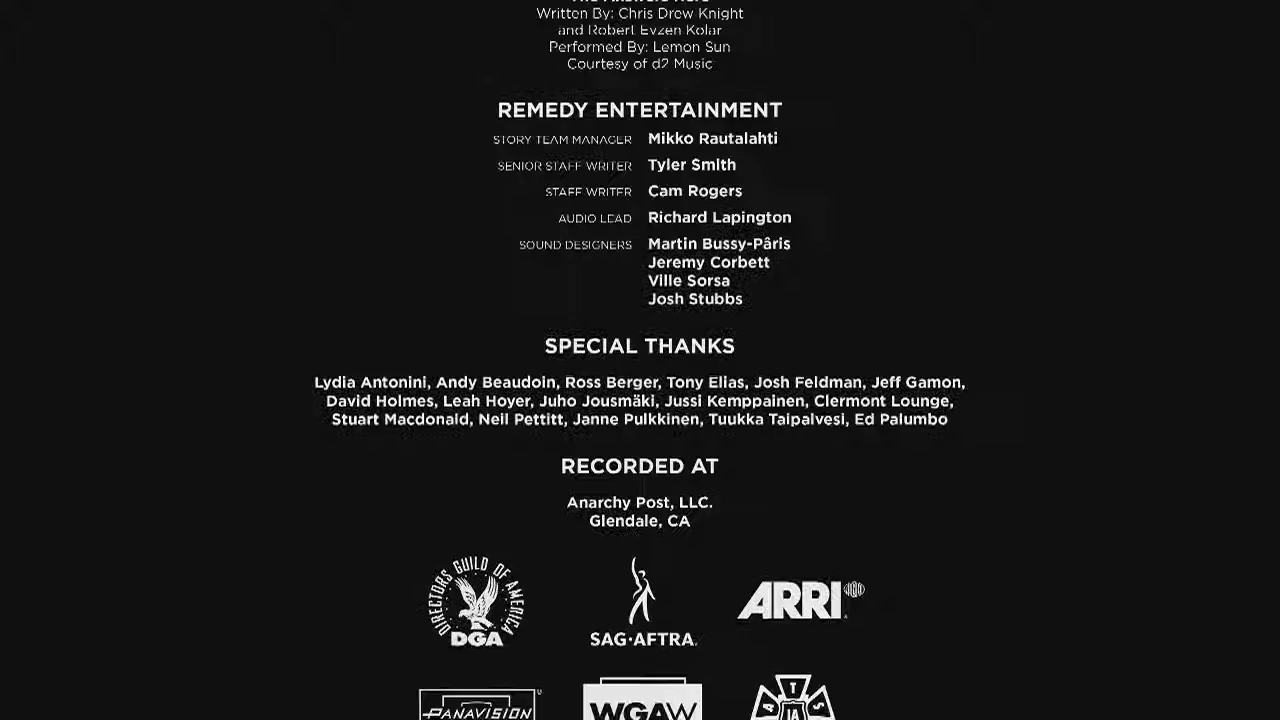 Written By: Chris Drew Knight
and Robert Evzen Kolar
Performed By: Lemon Sun
Courtesy of d2 Music
REMEDY ENTERTAINMENT
STORY TEAM MANAGER Mikko Rautalahti
SENIOR STAFF WRITER Tyler Smith
STAFF WRITER Cam Rogers
AUDIO LEAD Richard Lapington
SOUND DESIGNERS Martin Bussy-Pâris
Jeremy Corbett
Ville Sorsa
Josh Stubbs
SPECIAL THANKS
Lydia Antonini, Andy Beaudoin, Ross Berger, Tony Elias, Josh Feldman, Jeff Gamon,
David Holmes, Leah Hoyer, Juho Jousmäki, Jussi Kemppainen, Clermont Lounge,
Stuart Macdonald, Neil Pettitt, Janne Pulkkinen, Tuukka Taipalvesi, Ed Palumbo
RECORDED AT
Anarchy Post, LLC.
Glendale, CA
DIRECTORS GUILD OF AMERICA
DGA
SAG·AFTRA.
ARRI
PANAVISION
WGAW
I A T S